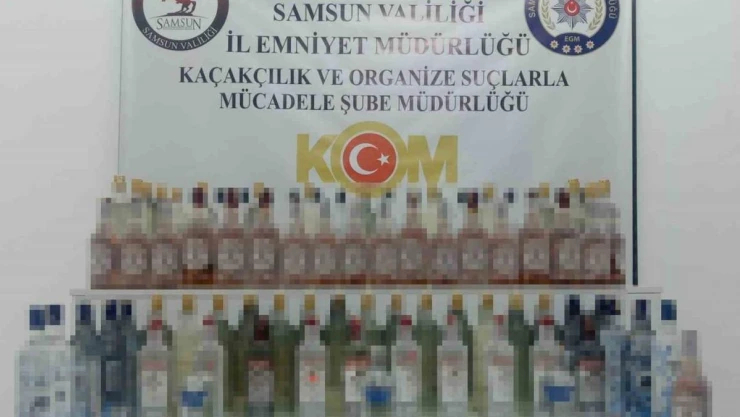 SAMSUN
SAMSUN VALİLİĞİ
SAMSUN VALİLİĞİ
İL EMNİYET MÜDÜRLÜĞÜ
EGM
KAÇAKÇILIK VE ORGANİZE SUÇLARLA
MÜCADELE ŞUBE MÜDÜRLÜĞÜ
KOM